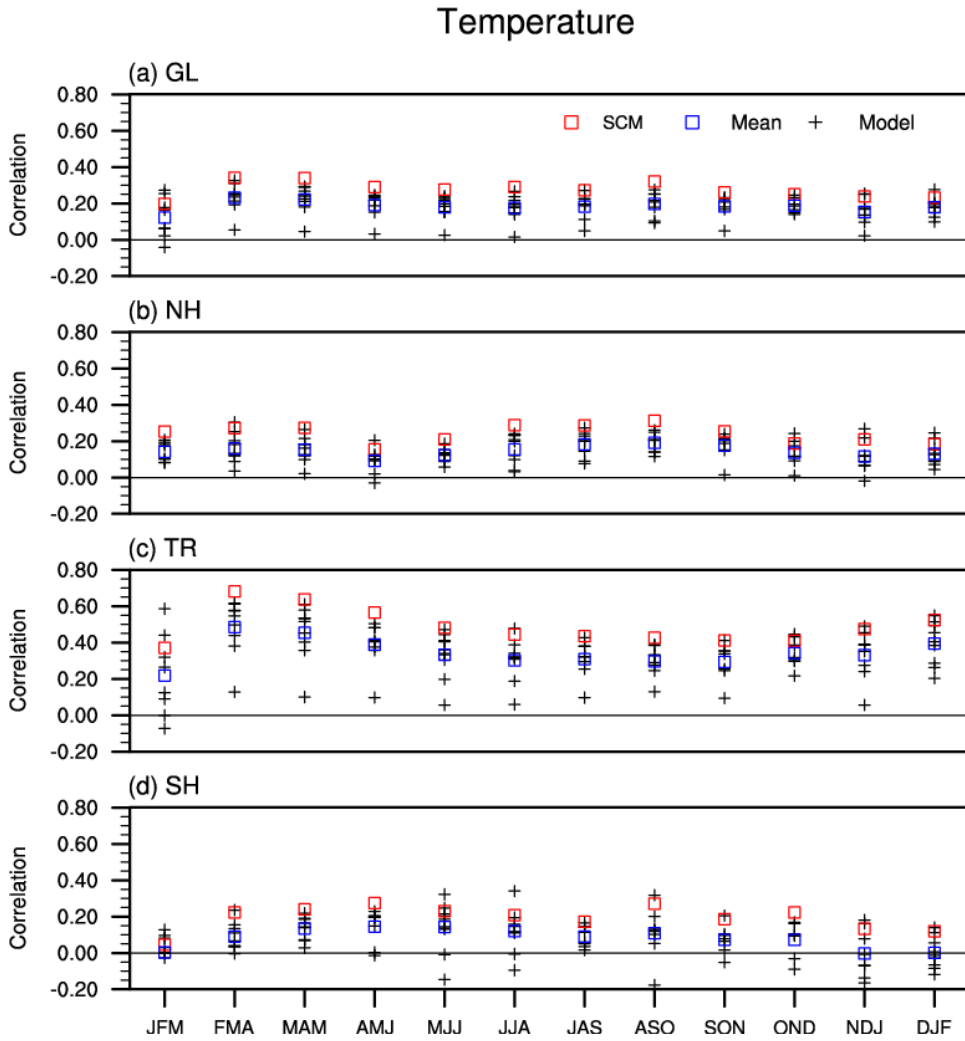 Temperature
(a) GL
Correlation
0.80
0.60
0.40
0.20
0.00
-0.20
SCM Mean Model
(b) NH
Correlation
0.80
0.60
0.40
0.20
0.00
-0.20
(c) TR
Correlation
0.80
0.60
0.40
0.20
0.00
-0.20
(d) SH
Correlation
0.80
0.60
0.40
0.20
0.00
-0.20
JFM FMA MAM AMJ MJJ JJA JAS ASO SON OND NDJ DJF